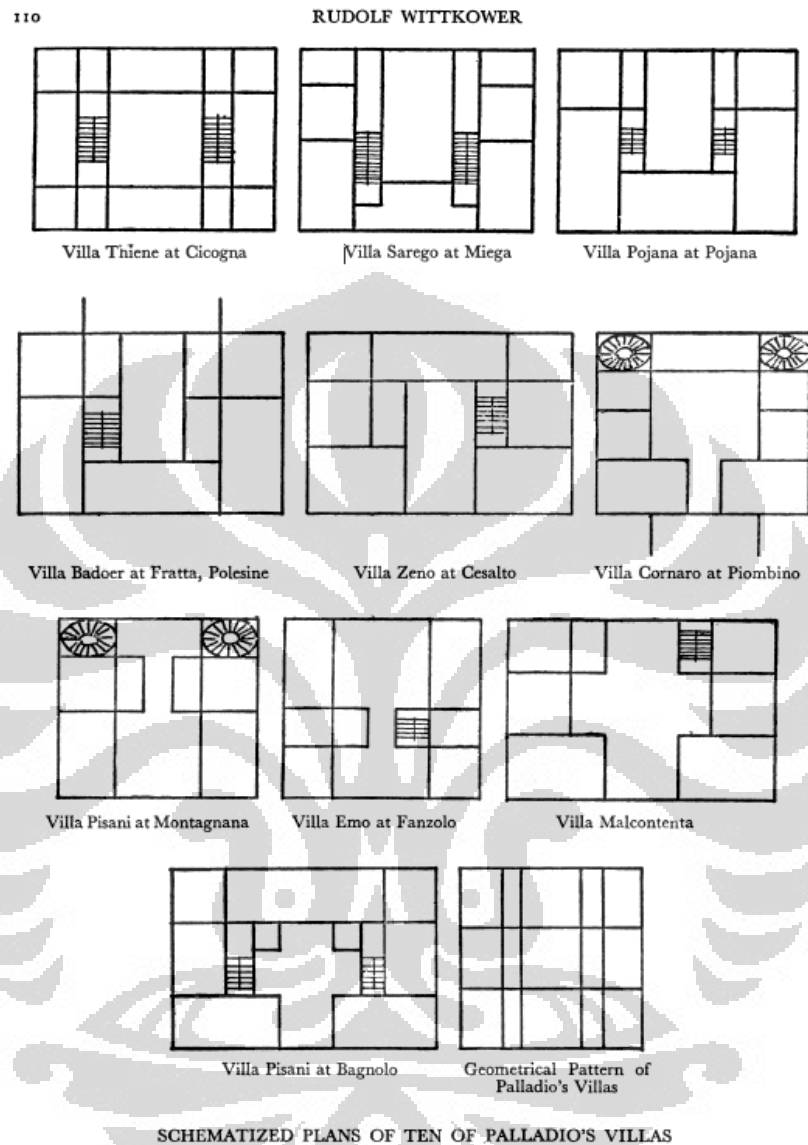 110 RUDOLF WITTKOWER
Villa Thiene at Cicogna
Villa Sarego at Miega
Villa Pojana at Pojana
Villa Badoer at Fratta, Polesine
Villa Zeno at Cesalto
Villa Cornaro at Piombino
Villa Pisani at Montagnana
Villa Emo at Fanzolo
Villa Malcontenta
Villa Pisani at Bagnolo
Geometrical Pattern of
Palladio's Villas
SCHEMATIZED PLANS OF TEN OF PALLADIO'S VILLAS